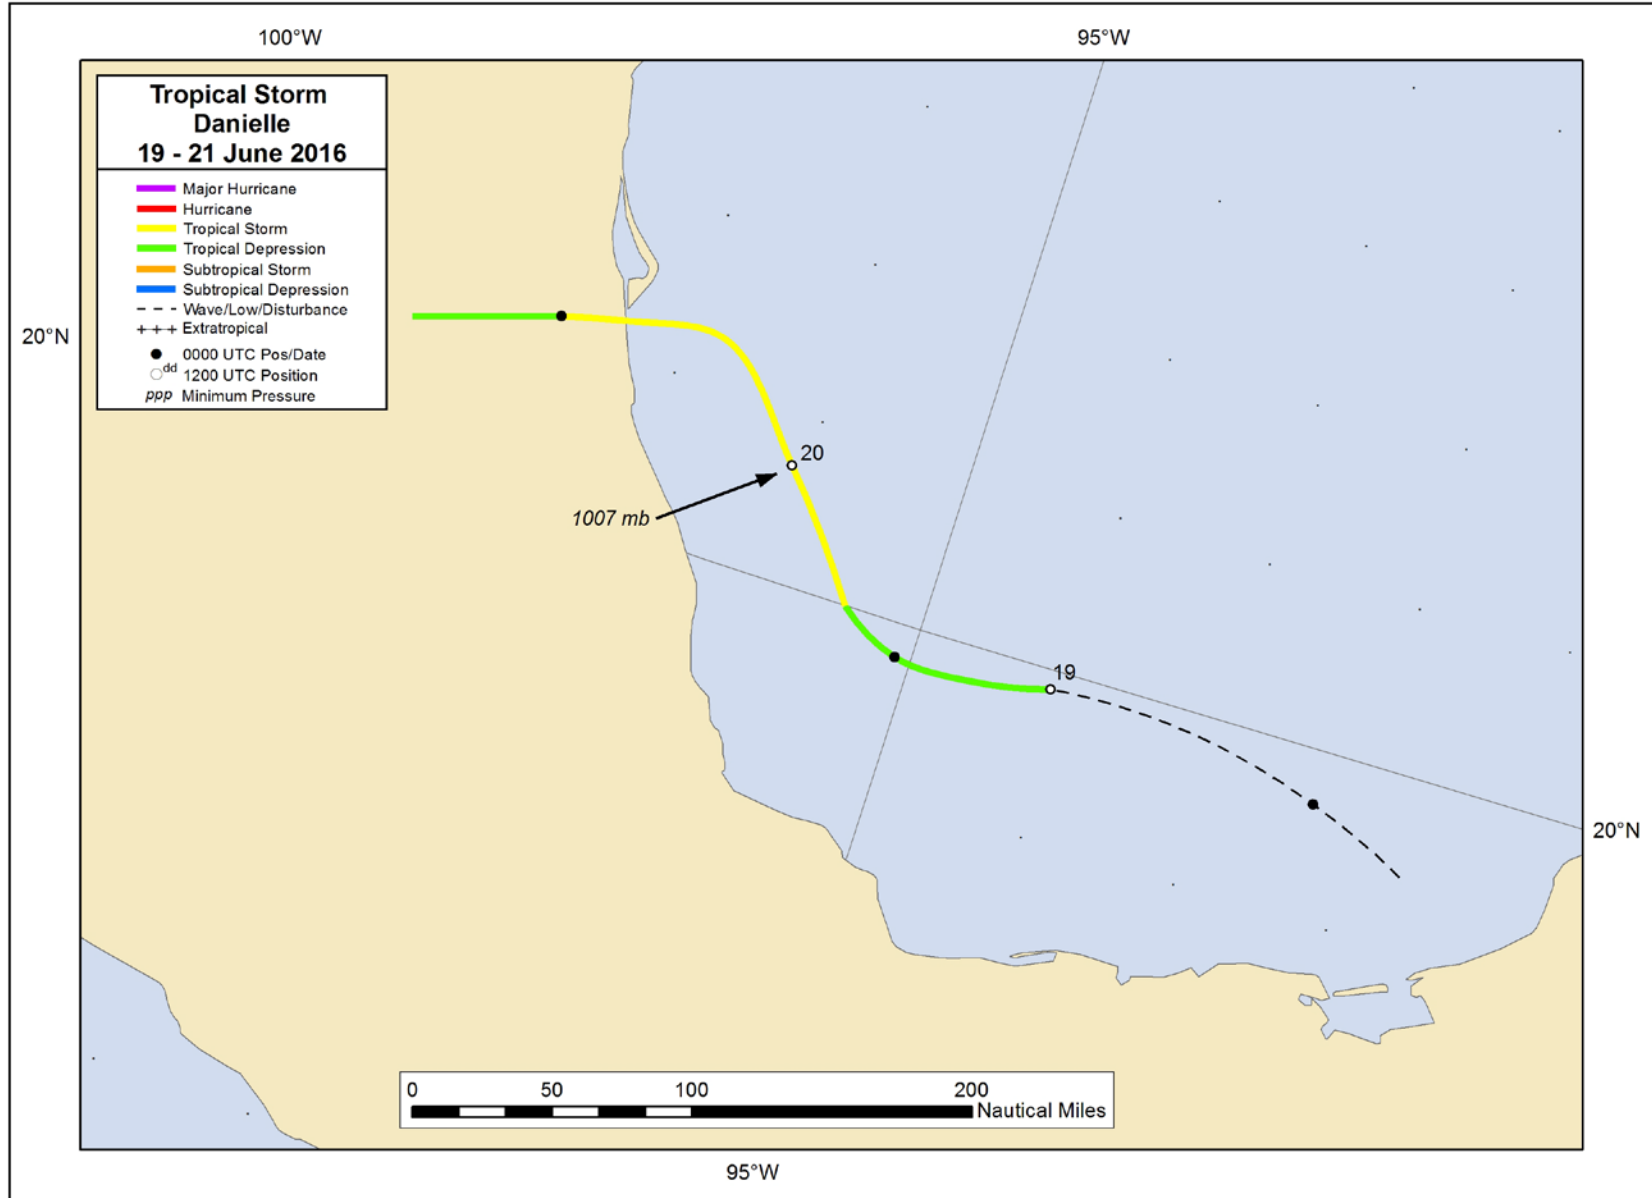 100°W
95°W
Tropical Storm
Danielle
19 - 21 June 2016
Major Hurricane
Hurricane
Tropical Storm
Tropical Depression
Subtropical Storm
Subtropical Depression
Wave/Low/Disturbance
+++ Extratropical
0000 UTC Pos/Date
dd 1200 UTC Position
ppp Minimum Pressure
20°N
20
1007 mb
19
20°N
0 50 100 200
Nautical Miles
95°W